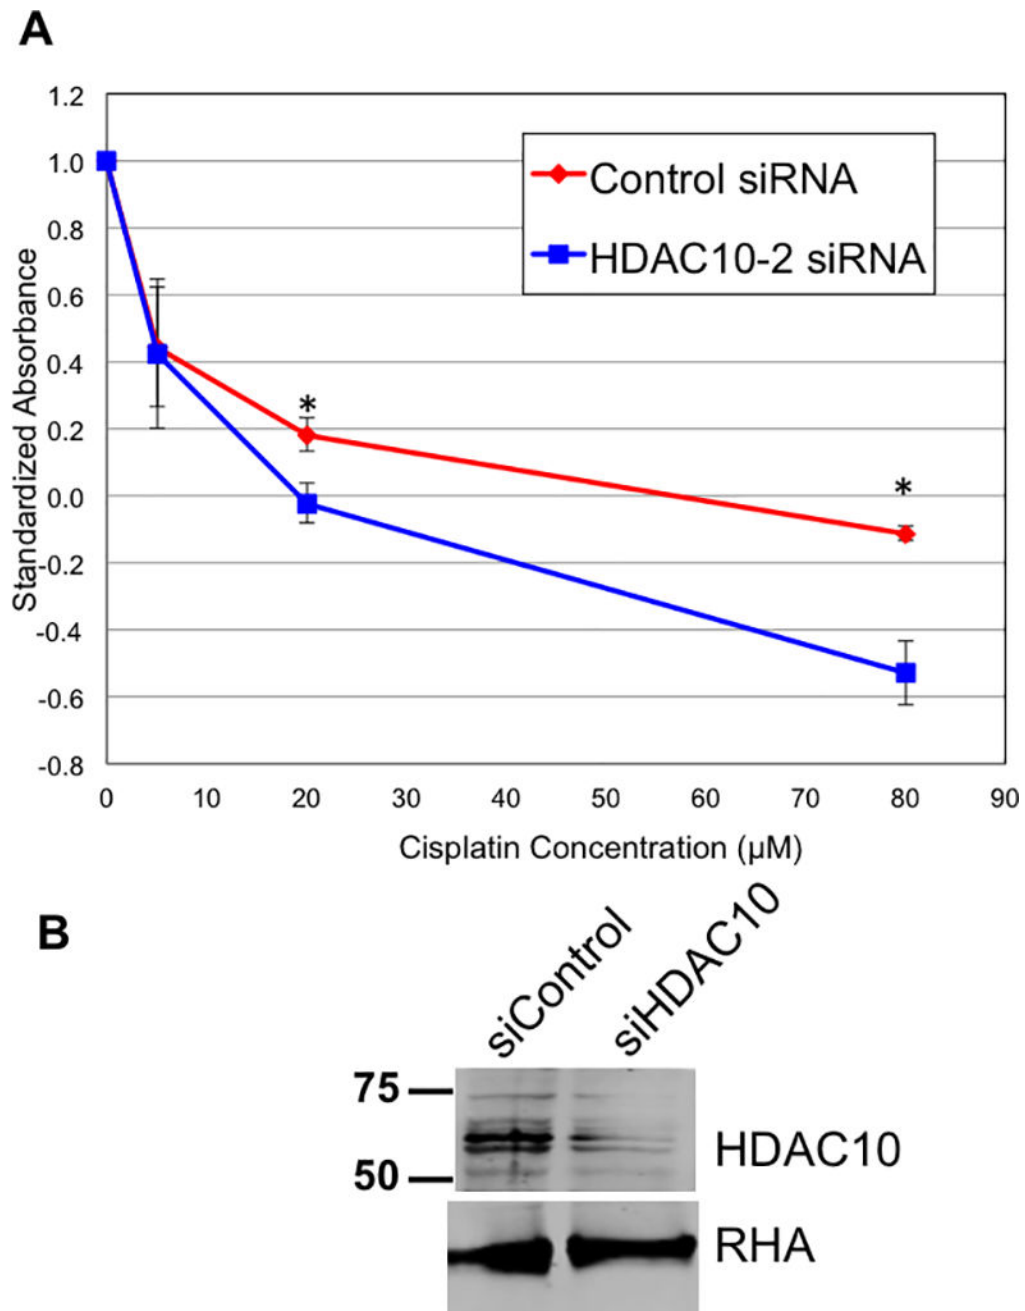 A
1.2
1.0
0.8
0.6
0.4
0.2
0.0
-0.2
-0.4
-0.6
-0.8
Standardized Absorbance
Control siRNA
HDAC10-2 siRNA
*
*
0 10 20 30 40 50 60 70 80 90
Cisplatin Concentration (µM)
B
siControl siHDAC10
75
50
HDAC10
RHA